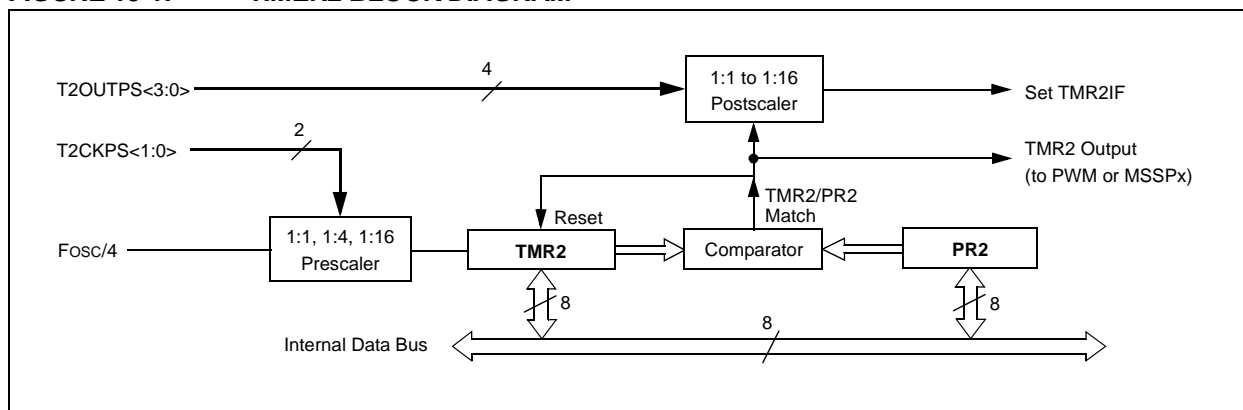 4
1:1 to 1:16
Postscaler
T2OUTPS<3:0>
Set TMR2IF
2
T2CKPS<1:0>
TMR2 Output
(to PWM or MSSPx)
TMR2/PR2
Match
Reset
1:1, 1:4, 1:16
Prescaler
FOSC/4
TMR2
Comparator
PR2
8
8
8
Internal Data Bus